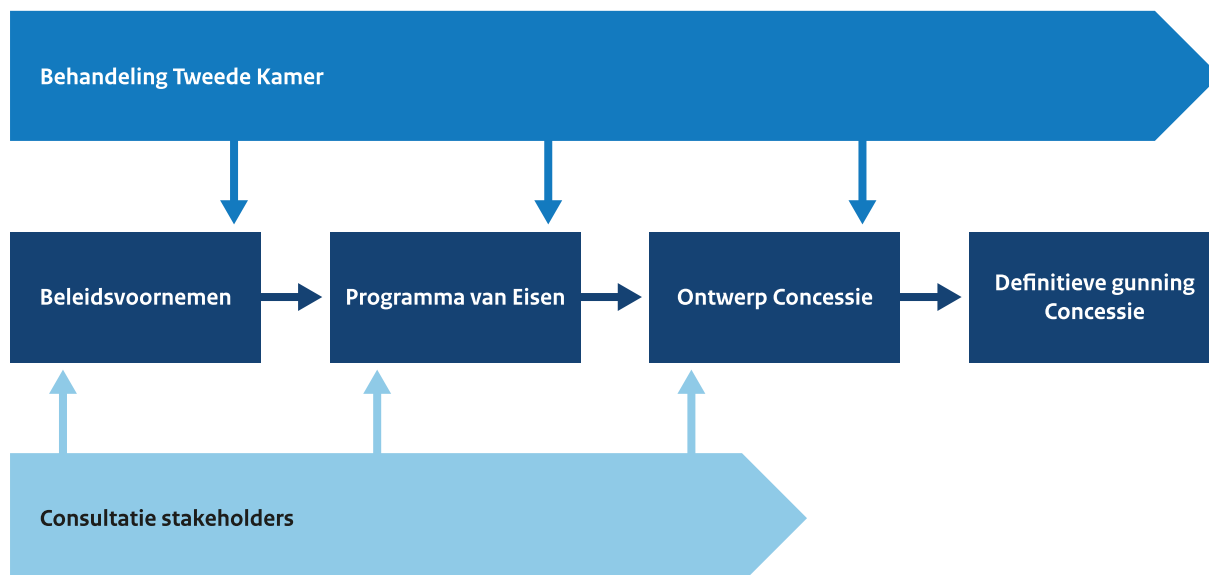 Behandeling Tweede Kamer
Beleidsvoornemen
Programma van Eisen
Ontwerp Concessie
Definitieve gunning
Concessie
Consultatie stakeholders